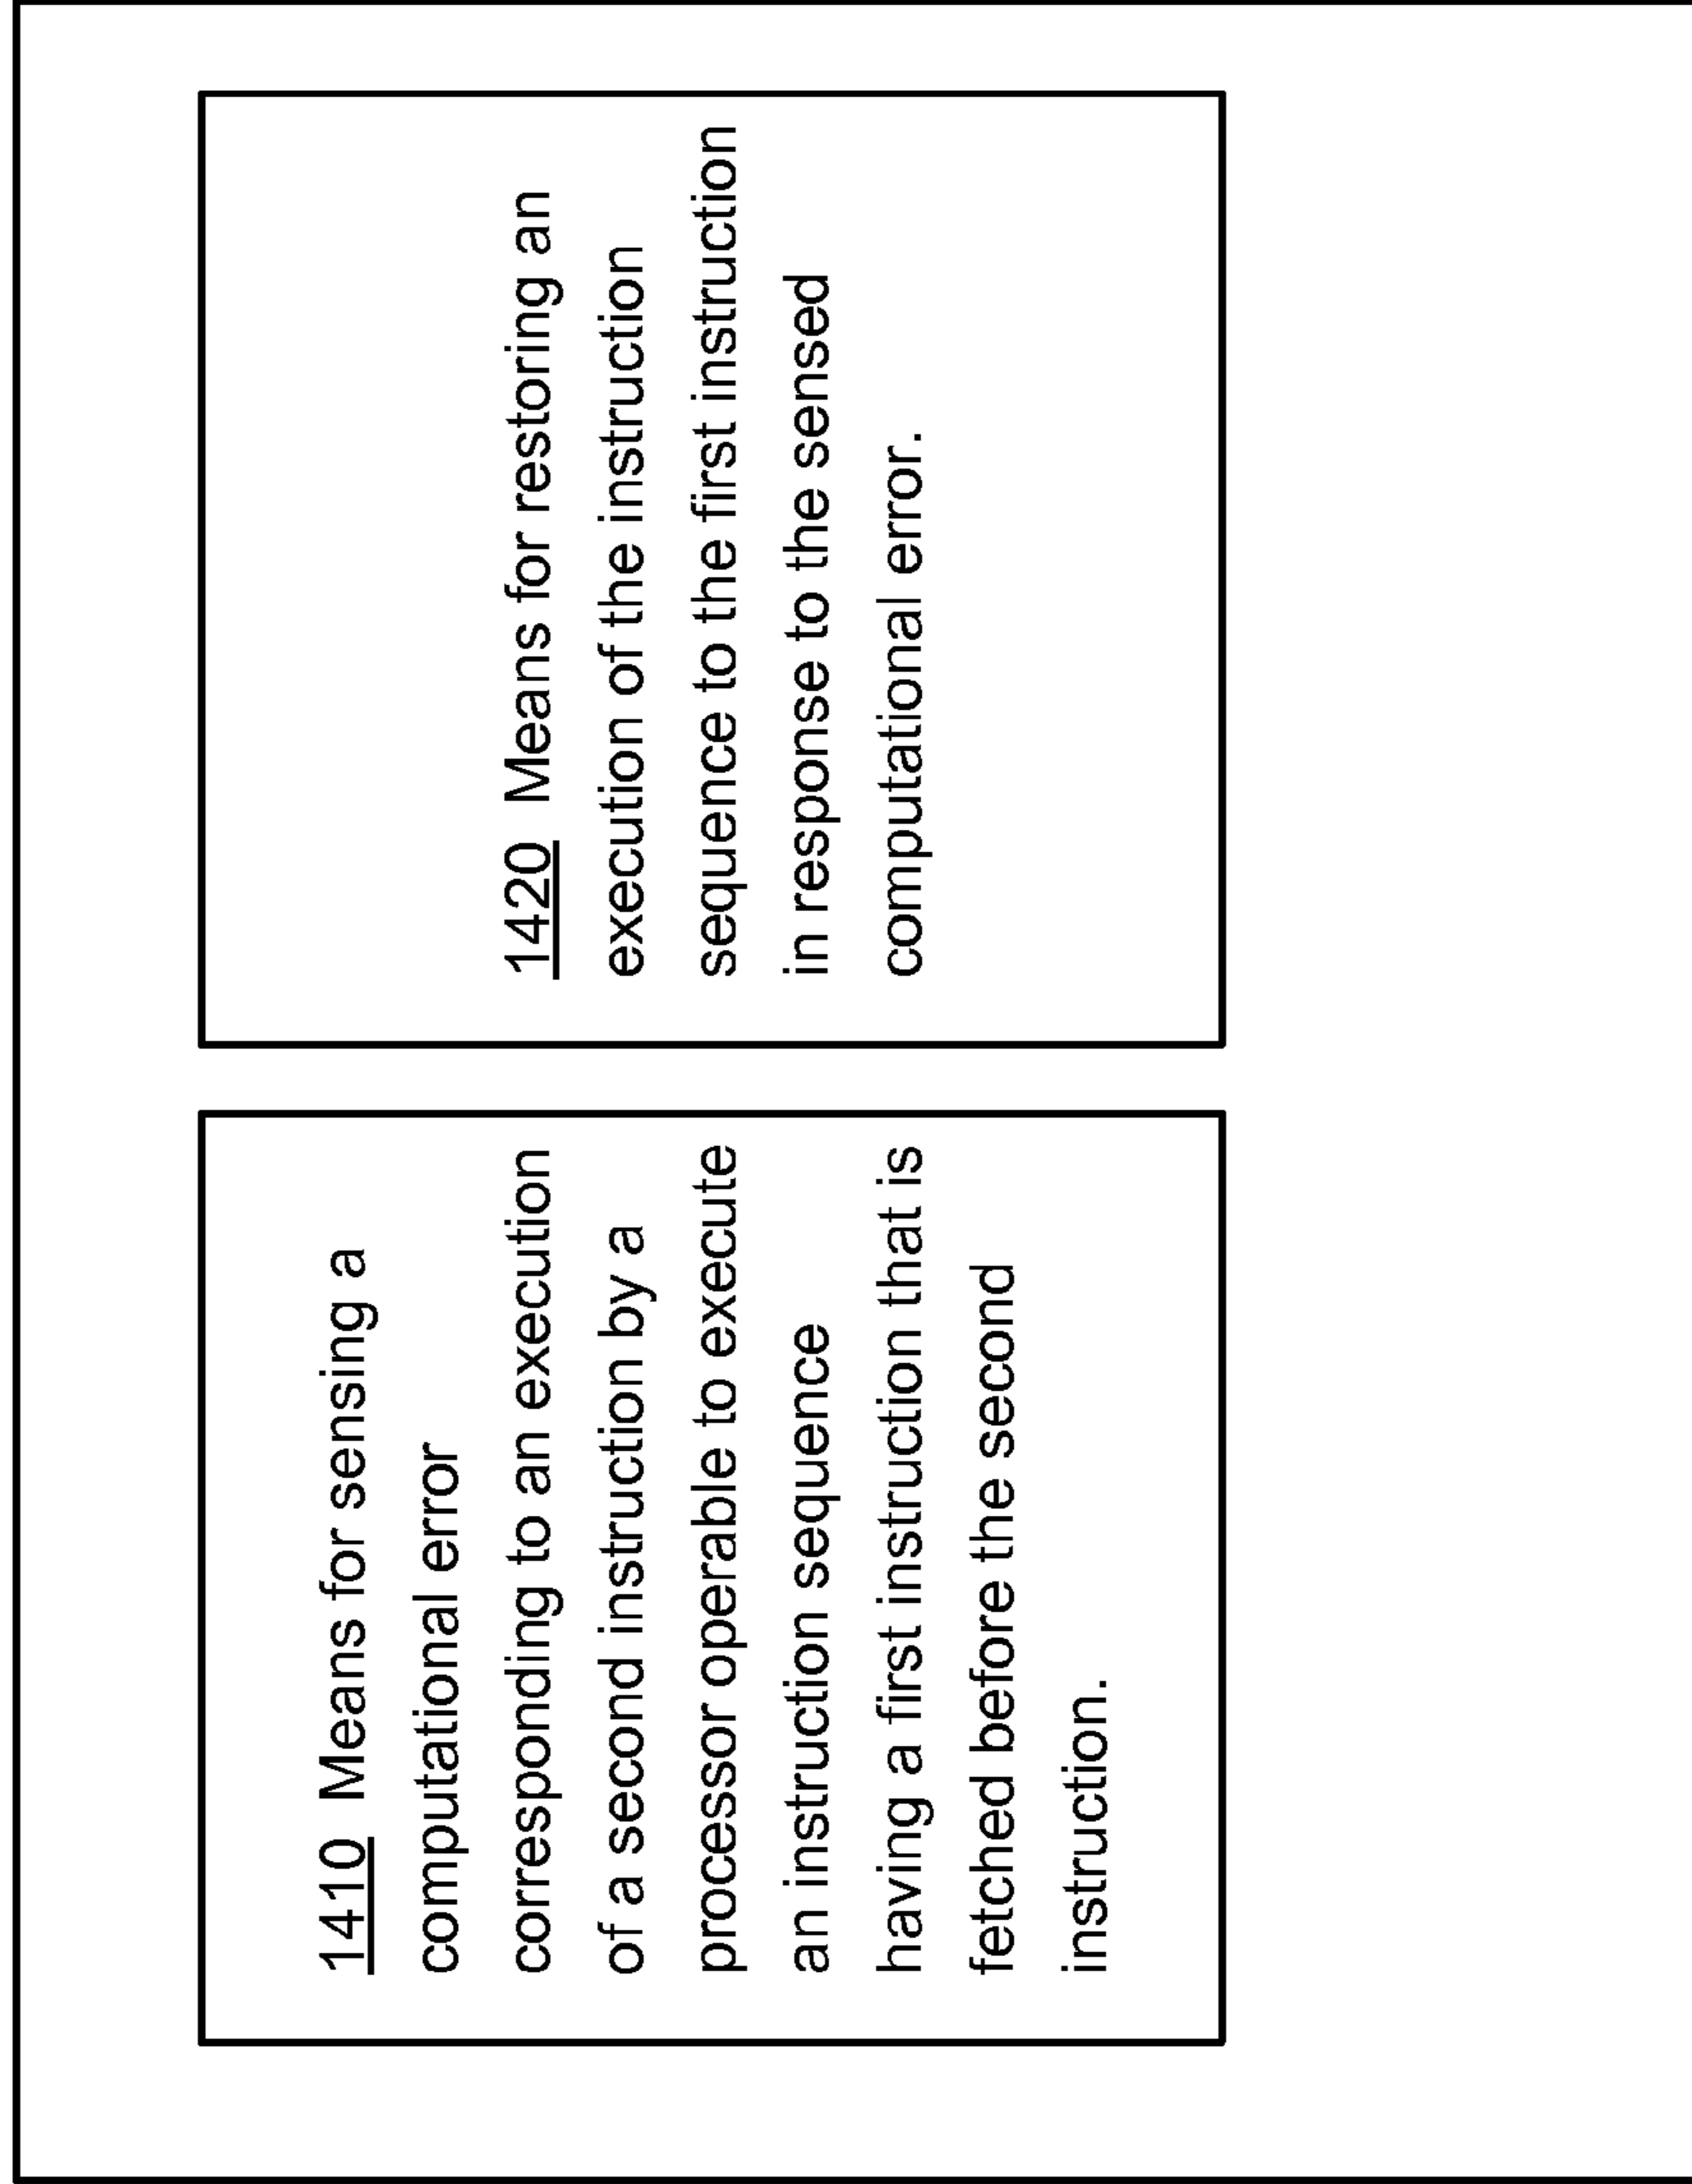 1410 Means for sensing a
computational error
corresponding to an execution
of a second instruction by a
processor operable to execute
an instruction sequence
having a first instruction that is
fetched before the second
instruction.
1420 Means for restoring an
execution of the instruction
sequence to the first instruction
in response to the sensed
computational error.